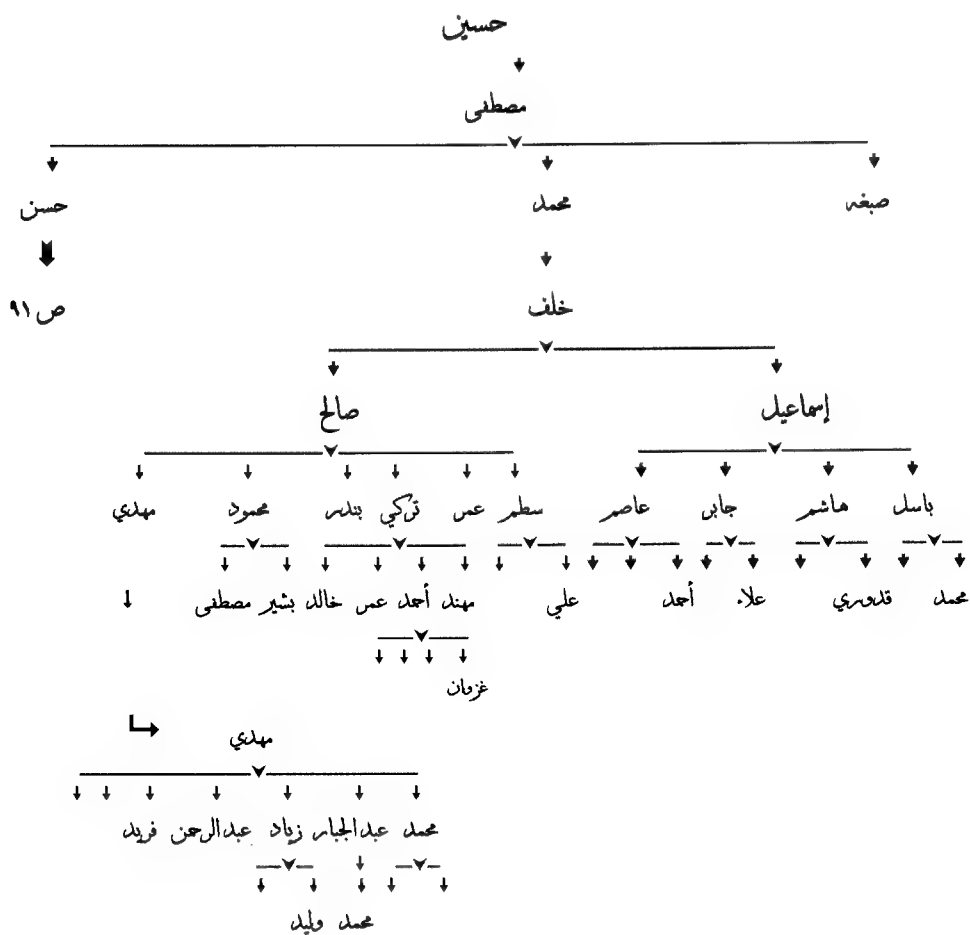 حسين
مصطفى
صبغه محمد حسن
خلف ص ٩١
إسماعيل صالح
باسل هاشم جابر عاصم سطم عمر تركي بندر محمود مهدي
محمد قدوري علاء أحمد علي مهند أحمد عمر خالد بشير مصطفى
غزوان
مهدي
محمد عبدالجبار زياد عبدالرحمن فريد
محمد وليد